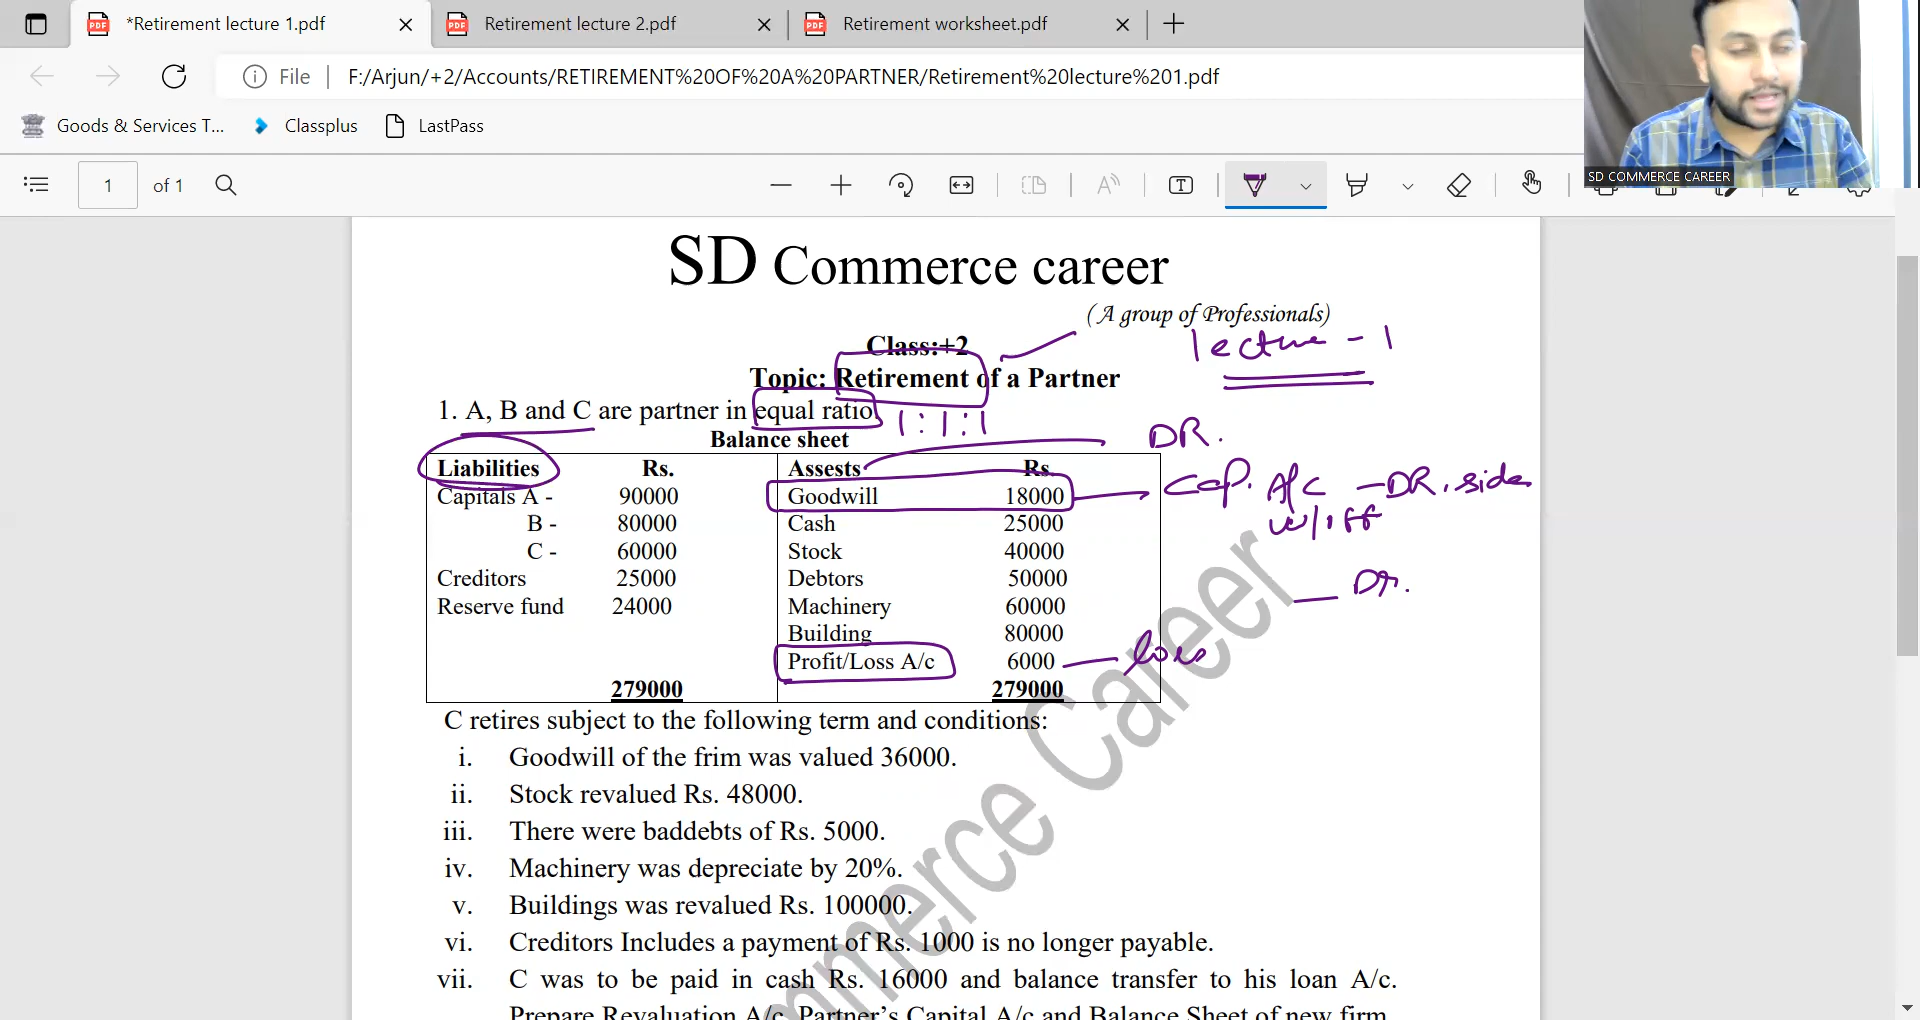 *Retirement lecture 1.pdf
Retirement lecture 2.pdf
Retirement worksheet.pdf
File
F:/Arjun/+2/Accounts/RETIREMENT%20OF%20A%20PARTNER/Retirement%20lecture%201.pdf
Goods & Services T...
Classplus
LastPass
1 of 1
SD COMMERCE CAREER
SD Commerce career
( A group of Professionals)
Class:+2
lecture - 1
Topic: Retirement of a Partner
1. A, B and C are partner in equal ratio
1:1:1
Balance sheet
DR.
Liabilities Rs. Assests Rs.
Capitals A - 90000 Goodwill 18000
Cap. A/c - DR. side
w/off
B - 80000 Cash 25000
C - 60000 Stock 40000
Creditors 25000 Debtors 50000
Dr.
Reserve fund 24000 Machinery 60000
Building 80000
Profit/Loss A/c 6000
loss
279000 279000
C retires subject to the following term and conditions:
i. Goodwill of the frim was valued 36000.
ii. Stock revalued Rs. 48000.
iii. There were baddebts of Rs. 5000.
iv. Machinery was depreciate by 20%.
v. Buildings was revalued Rs. 100000.
vi. Creditors Includes a payment of Rs. 1000 is no longer payable.
vii. C was to be paid in cash Rs. 16000 and balance transfer to his loan A/c.
Prepare Revaluation A/c, Partner's Capital A/c and Balance Sheet of new firm
mmerce Career